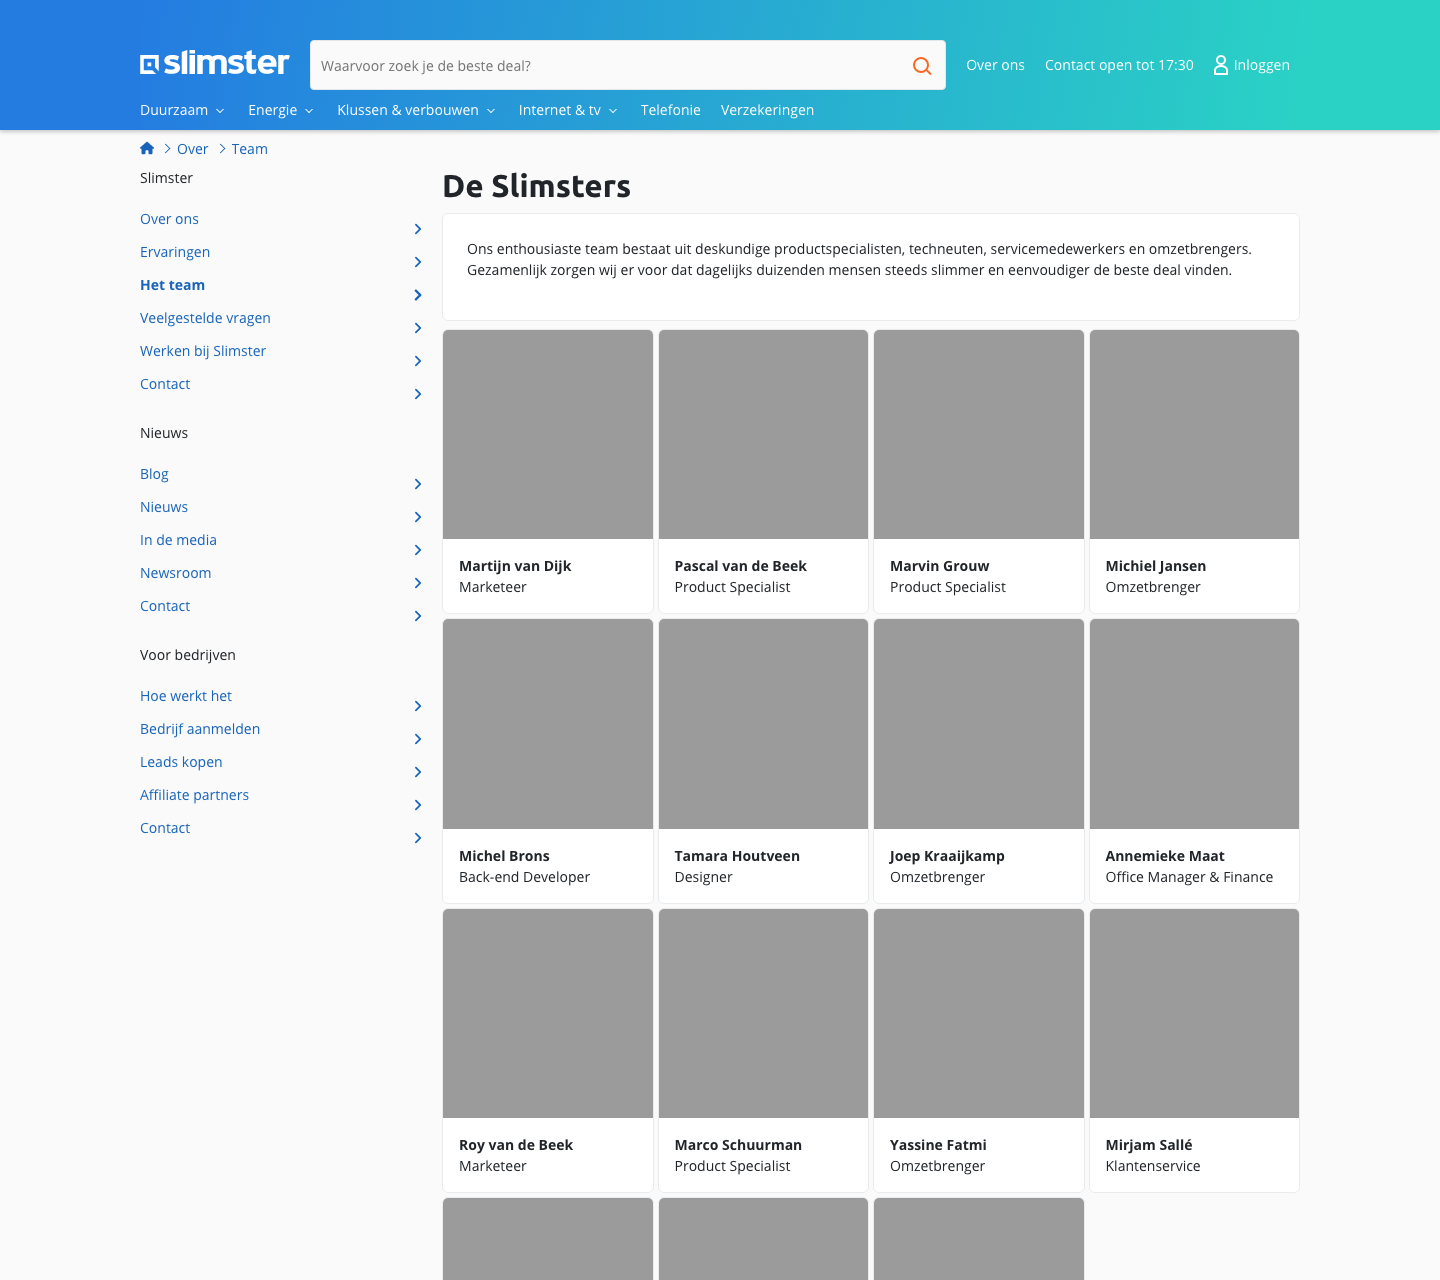 slimster
Waarvoor zoek je de beste deal?
Over ons
Contact open tot 17:30
Inloggen
Duurzaam
Energie
Klussen & verbouwen
Internet & tv
Telefonie
Verzekeringen
Over
Team
Slimster
Over ons
Ervaringen
Het team
Veelgestelde vragen
Werken bij Slimster
Contact
Nieuws
Blog
Nieuws
In de media
Newsroom
Contact
Voor bedrijven
Hoe werkt het
Bedrijf aanmelden
Leads kopen
Affiliate partners
Contact
De Slimsters
Ons enthousiaste team bestaat uit deskundige productspecialisten, techneuten, servicemedewerkers en omzetbrengers.
Gezamenlijk zorgen wij er voor dat dagelijks duizenden mensen steeds slimmer en eenvoudiger de beste deal vinden.
Martijn van Dijk
Marketeer
Pascal van de Beek
Product Specialist
Marvin Grouw
Product Specialist
Michiel Jansen
Omzetbrenger
Michel Brons
Back-end Developer
Tamara Houtveen
Designer
Joep Kraaijkamp
Omzetbrenger
Annemieke Maat
Office Manager & Finance
Roy van de Beek
Marketeer
Marco Schuurman
Product Specialist
Yassine Fatmi
Omzetbrenger
Mirjam Sallé
Klantenservice